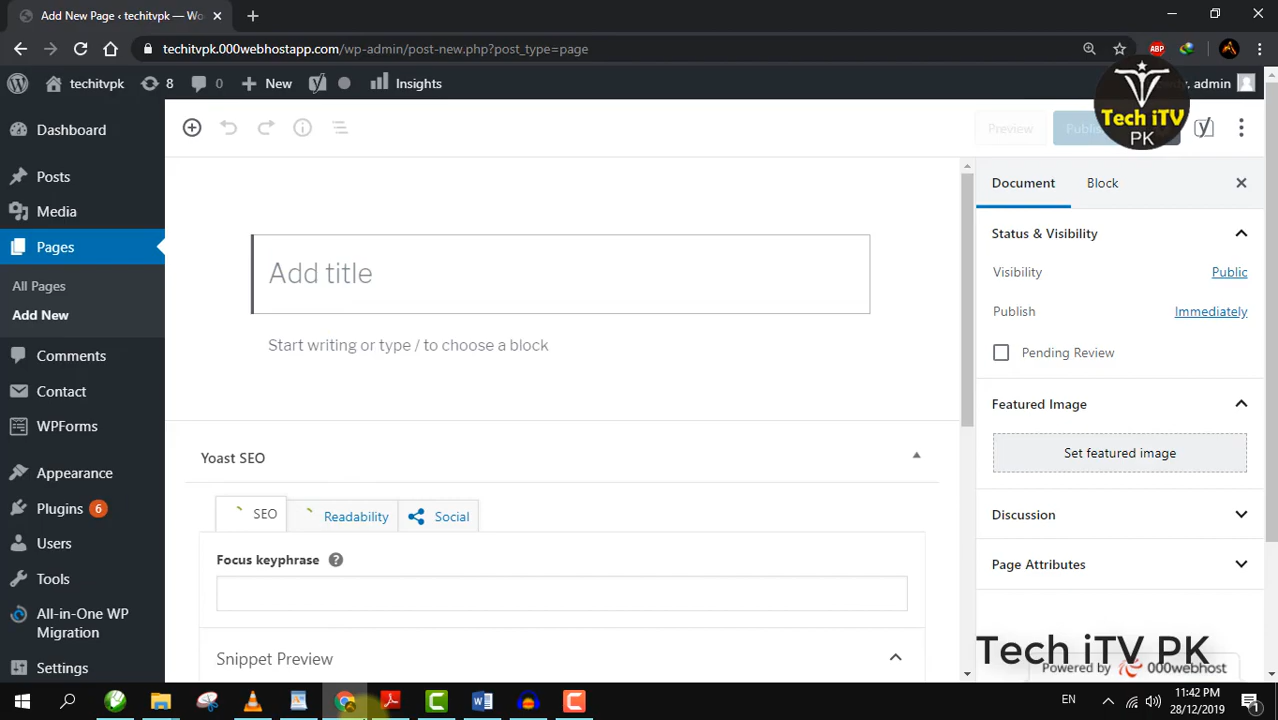 Add New Page < techitvpk — Wo
techitvpk.000webhostapp.com/wp-admin/post-new.php?post_type=page
ABP
techitvpk 8 0 New Insights admin
Tech iTV
PK
Dashboard
Posts
Media
Pages
All Pages
Add New
Comments
Contact
WPForms
Appearance
Plugins 6
Users
Tools
All-in-One WP
Migration
Settings
Preview
Add title
Start writing or type / to choose a block
Yoast SEO
SEO Readability Social
Focus keyphrase ?
Snippet Preview
Document Block
Status & Visibility
Visibility Public
Publish Immediately
Pending Review
Featured Image
Set featured image
Discussion
Page Attributes
Tech iTV PK
Powered by 000webhost
EN
11:42 PM
28/12/2019
1